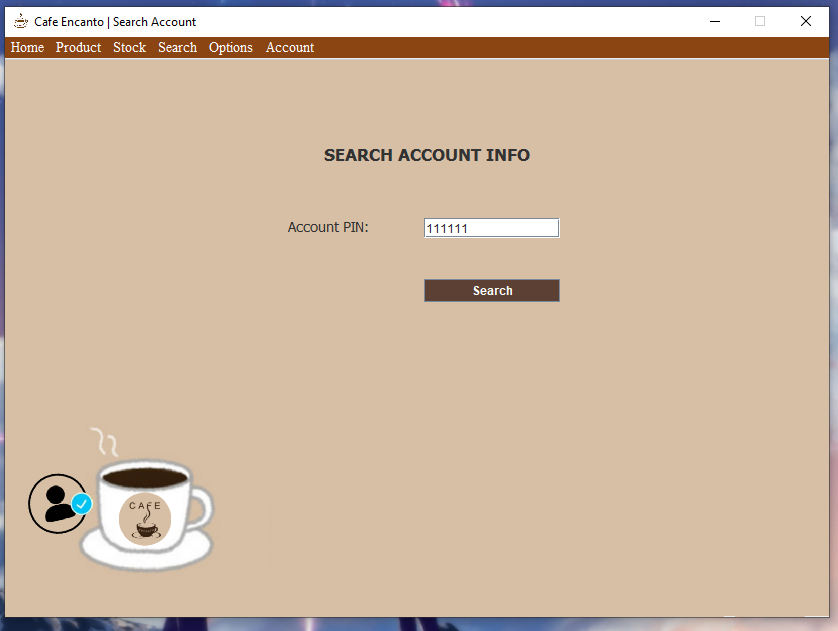 Cafe Encanto | Search Account
Home Product Stock Search Options Account
SEARCH ACCOUNT INFO
Account PIN: 111111
Search
CAFE